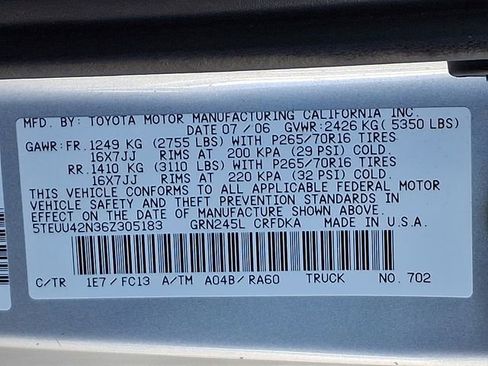 MFD. BY: TOYOTA MOTOR MANUFACTURING CALIFORNIA INC.
DATE 07/06 GVWR: 2426 KG (5350 LBS)
GAWR: FR. 1249 KG (2755 LBS) WITH P265/70R16 TIRES
16X7JJ RIMS AT 200 KPA (29 PSI) COLD.
RR. 1410 KG (3110 LBS) WITH P265/70R16 TIRES
16X7JJ RIMS AT 220 KPA (32 PSI) COLD.
THIS VEHICLE CONFORMS TO ALL APPLICABLE FEDERAL MOTOR
VEHICLE SAFETY AND THEFT PREVENTION STANDARDS IN
EFFECT ON THE DATE OF MANUFACTURE SHOWN ABOVE.
5TEUU42N36Z305183 GRN245L CRFDKA MADE IN U.S.A.
C/TR 1E7/FC13 A/TM A04B/RA60 TRUCK NO. 702